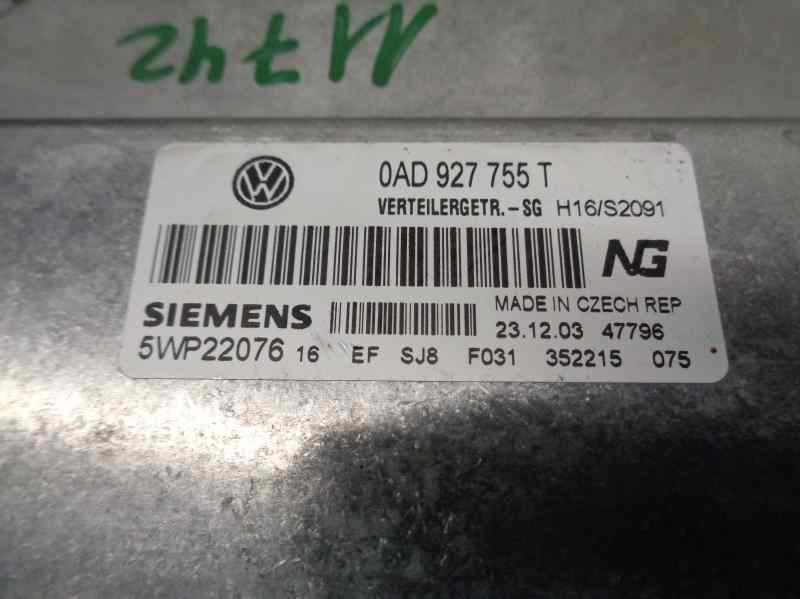 11742
0AD 927 755 T
VERTEILERGETR.-SG H16/S2091
NG
SIEMENS
MADE IN CZECH REP
23.12.03 47796
5WP22076 16 EF SJ8 F031 352215 075